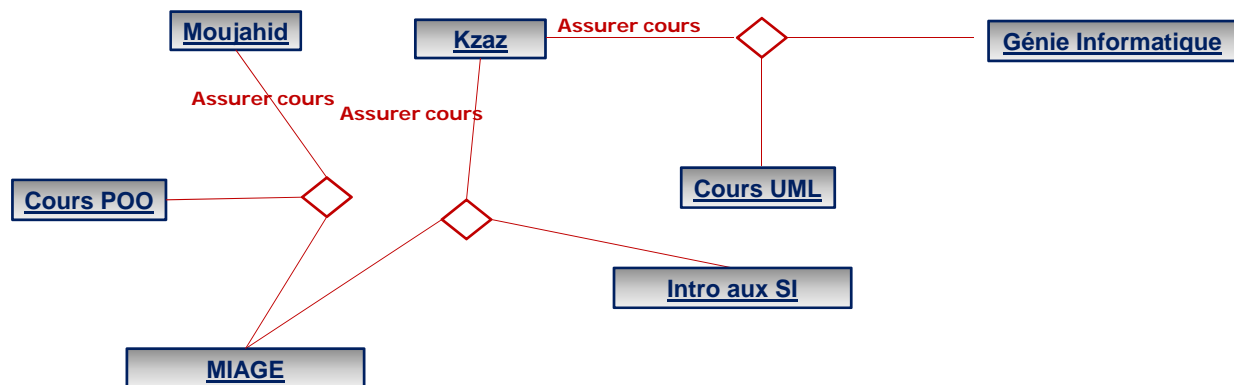 Moujahid
Kzaz
Assurer cours
Génie Informatique
Assurer cours
Assurer cours
Cours POO
Cours UML
Intro aux SI
MIAGE